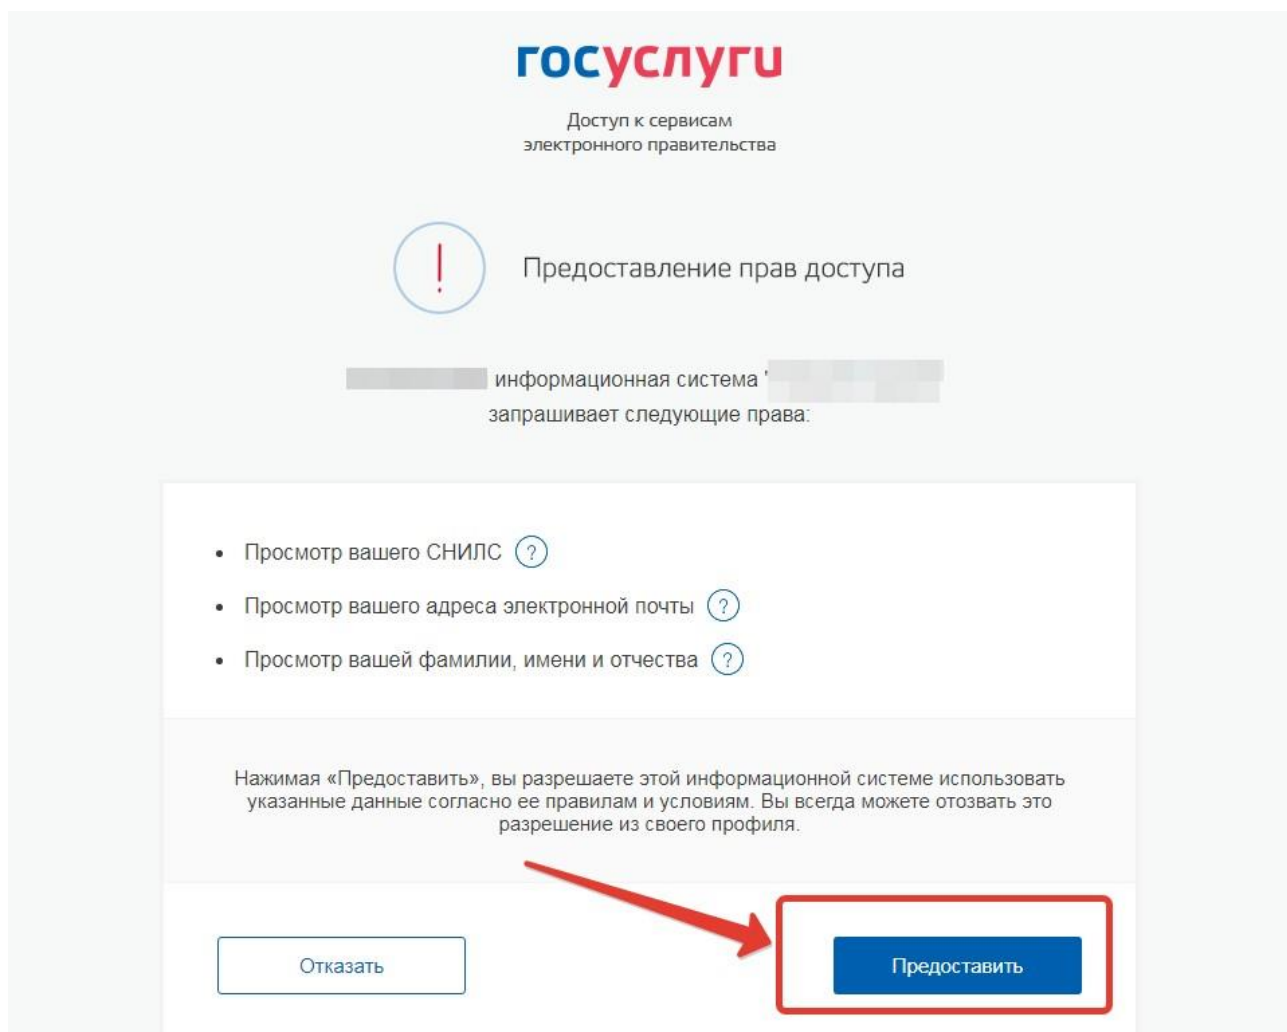 госуслуги
Доступ к сервисам
электронного правительства
Предоставление прав доступа
информационная система "
запрашивает следующие права:
• Просмотр вашего СНИЛС ?
• Просмотр вашего адреса электронной почты ?
• Просмотр вашей фамилии, имени и отчества ?
Нажимая «Предоставить», вы разрешаете этой информационной системе использовать
указанные данные согласно ее правилам и условиям. Вы всегда можете отозвать это
разрешение из своего профиля.
Отказать
Предоставить